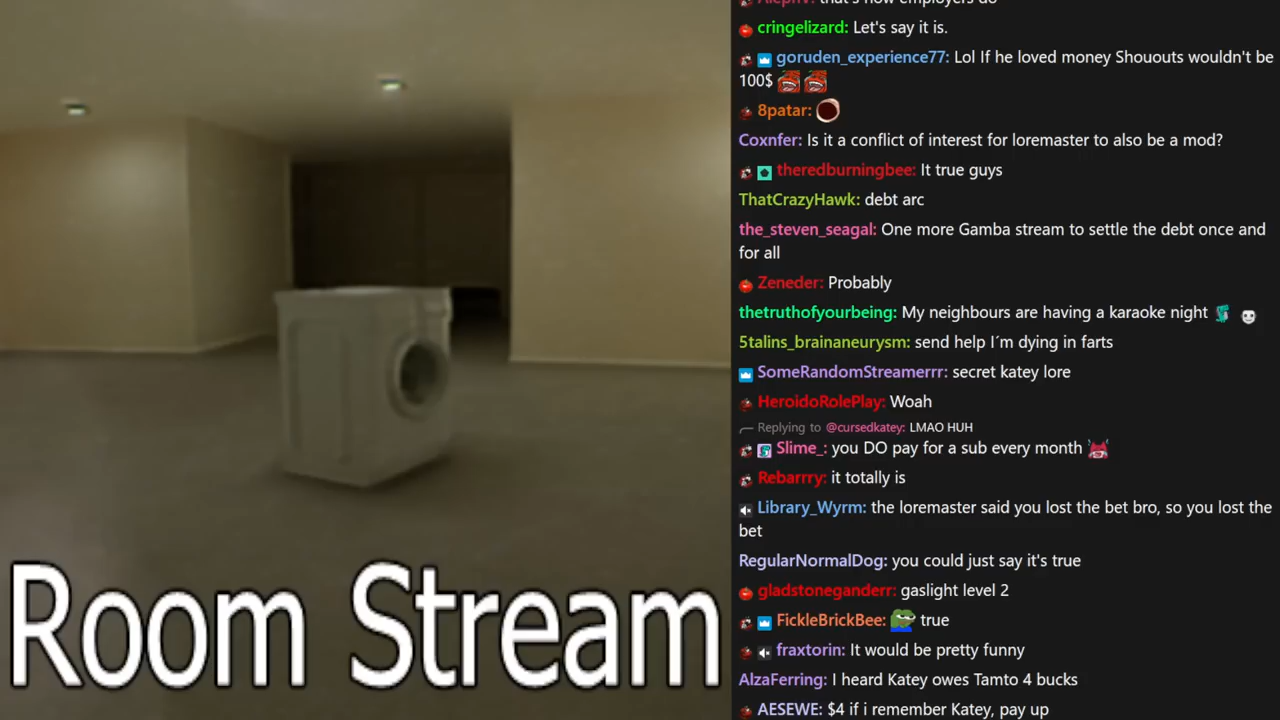 AlephV: that's how employers do
cringelizard: Let's say it is.
goruden_experience77: Lol If he loved money Shououts wouldn't be
100$
8patar:
Coxnfer: Is it a conflict of interest for loremaster to also be a mod?
theredburningbee: It true guys
ThatCrazyHawk: debt arc
the_steven_seagal: One more Gamba stream to settle the debt once and
for all
Zeneder: Probably
thetruthofyourbeing: My neighbours are having a karaoke night
5talins_brainaneurysm: send help I´m dying in farts
SomeRandomStreamerrr: secret katey lore
HeroidoRolePlay: Woah
Replying to @cursedkatey: LMAO HUH
Slime_: you DO pay for a sub every month
Rebarrry: it totally is
Library_Wyrm: the loremaster said you lost the bet bro, so you lost the
bet
RegularNormalDog: you could just say it's true
gladstoneganderr: gaslight level 2
FickleBrickBee: true
fraxtorin: It would be pretty funny
AlzaFerring: I heard Katey owes Tamto 4 bucks
AESEWE: $4 if i remember Katey, pay up
Room Stream